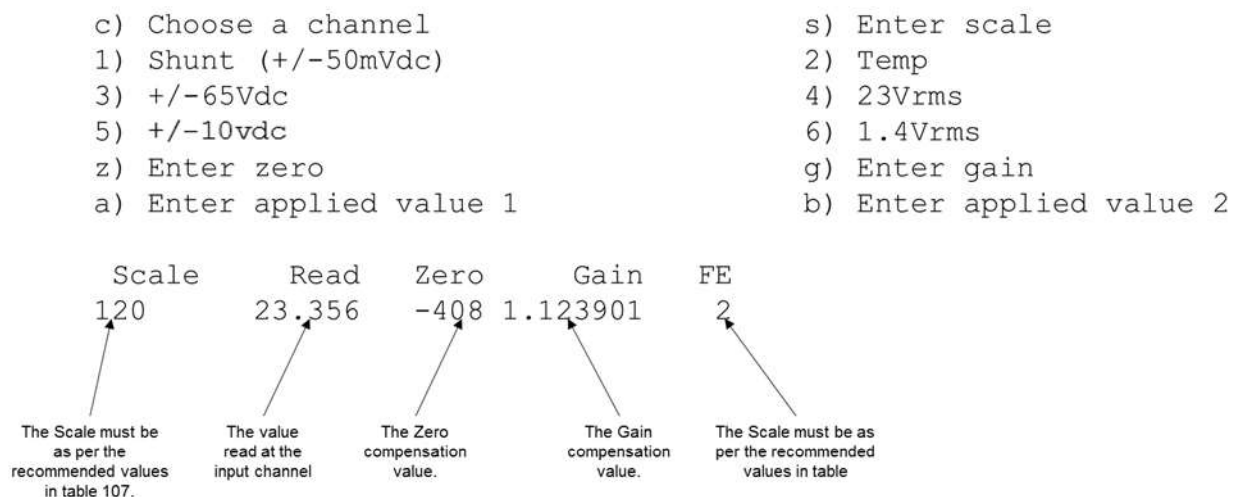 c) Choose a channel s) Enter scale
1) Shunt (+/-50mVdc) 2) Temp
3) +/-65Vdc 4) 23Vrms
5) +/-10vdc 6) 1.4Vrms
z) Enter zero g) Enter gain
a) Enter applied value 1 b) Enter applied value 2
Scale Read Zero Gain FE
120 23.356 -408 1.123901 2
The Scale must be
as per the
recommended values
in table 107.
The value
read at the
input channel
The Zero
compensation
value.
The Gain
compensation
value.
The Scale must be as
per the recommended
values in table